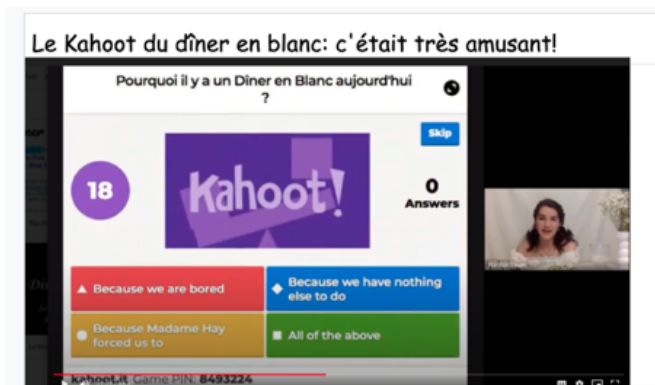 Le Kahoot du dîner en blanc: c'était très amusant!
Pourquoi il y a un Dîner en Blanc aujourd'hui
?
Skip
18
Kahoot!
0
Answers
Because we are bored
Because we have nothing
else to do
Because Madame Hay
forced us to
All of the above
kahoot.it Game PIN: 8493224